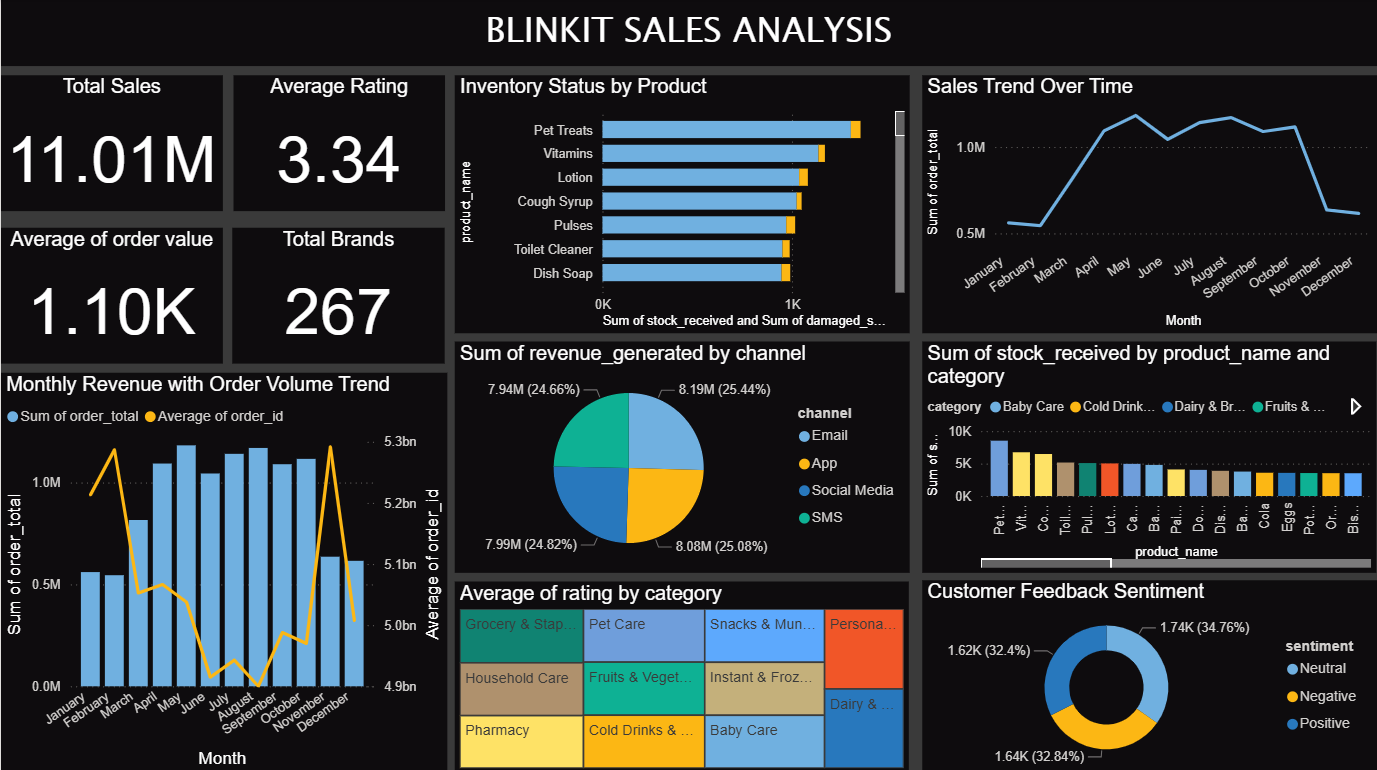 BLINKIT SALES ANALYSIS
Total Sales
11.01M
Average Rating
3.34
Average of order value
1.10K
Total Brands
267
Monthly Revenue with Order Volume Trend
Sum of order_total
Average of order_id
Sum of order_total
1.0M
0.5M
0.0M
5.3bn
5.2bn
5.1bn
5.0bn
4.9bn
Average of order_id
January
February
March
April
May
June
July
August
September
October
November
December
Month
Inventory Status by Product
product_name
Pet Treats
Vitamins
Lotion
Cough Syrup
Pulses
Toilet Cleaner
Dish Soap
0K
1K
Sum of stock_received and Sum of damaged_s...
Sum of revenue_generated by channel
7.94M (24.66%)
8.19M (25.44%)
7.99M (24.82%)
8.08M (25.08%)
channel
Email
App
Social Media
SMS
Average of rating by category
Grocery & Stap...
Pet Care
Snacks & Mun...
Persona...
Household Care
Fruits & Veget...
Instant & Froz...
Dairy & ...
Pharmacy
Cold Drinks & ...
Baby Care
Sales Trend Over Time
Sum of order_total
1.0M
0.5M
January
February
March
April
May
June
July
August
September
October
November
December
Month
Sum of stock_received by product_name and
category
category
Baby Care
Cold Drink...
Dairy & Br...
Fruits & ...
Sum of s...
10K
5K
0K
Pet...
Vit...
Co...
Toil...
Pul...
Lot...
Ca...
Ba...
Pai...
Do...
Dis...
Ba...
Cola
Eggs
Pot...
Or...
Bis...
product_name
Customer Feedback Sentiment
1.74K (34.76%)
1.62K (32.4%)
1.64K (32.84%)
sentiment
Neutral
Negative
Positive